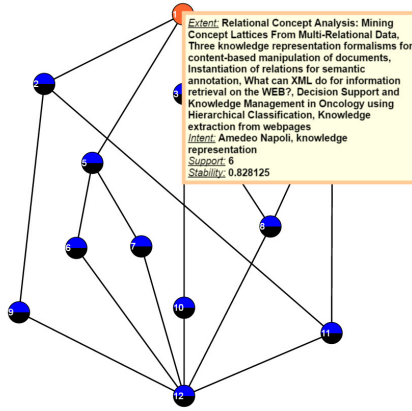 1
Extent: Relational Concept Analysis: Mining
Concept Lattices From Multi-Relational Data,
Three knowledge representation formalisms for
content-based manipulation of documents,
Instantiation of relations for semantic
annotation, What can XML do for information
retrieval on the WEB?, Decision Support and
Knowledge Management in Oncology using
Hierarchical Classification, Knowledge
extraction from webpages
Intent: Amedeo Napoli, knowledge
representation
Support: 6
Stability: 0.828125
2
3
5
6
7
8
9
10
11
12